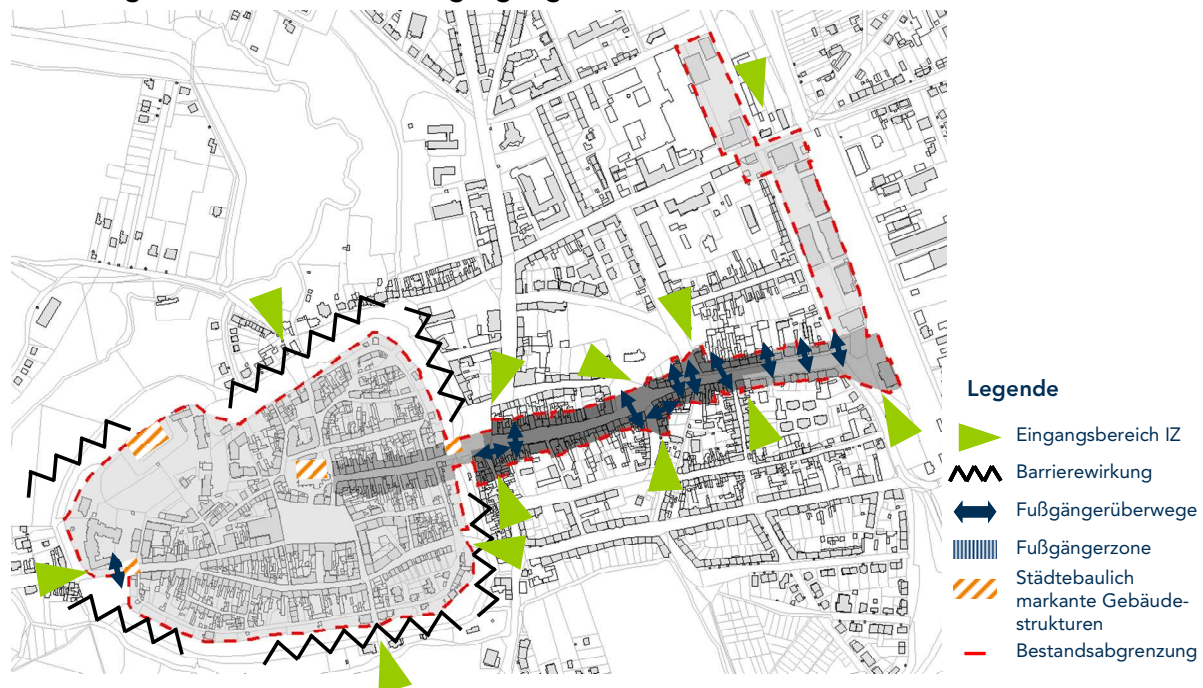 Legende
Eingangsbereich IZ
Barrierewirkung
Fußgängerüberwege
Fußgängerzone
Städtebaulich
markante Gebäude-
strukturen
Bestandsabgrenzung